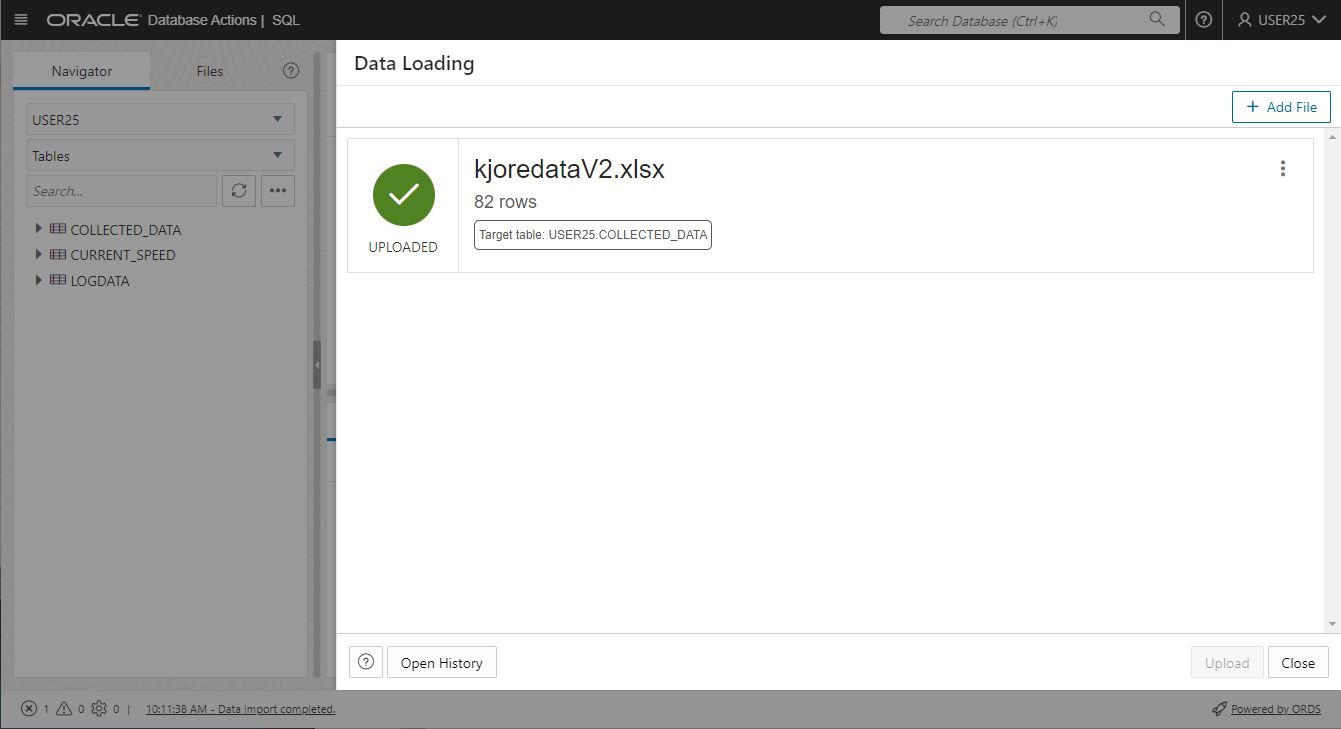 ORACLE Database Actions | SQL
Search Database (Ctrl+K)
USER25
Navigator
Files
USER25
Tables
Search...
COLLECTED_DATA
CURRENT_SPEED
LOGDATA
Data Loading
+ Add File
UPLOADED
kjoredataV2.xlsx
82 rows
Target table: USER25.COLLECTED_DATA
Open History
Upload
Close
1 0 0 | 10:11:38 AM - Data import completed.
Powered by ORDS